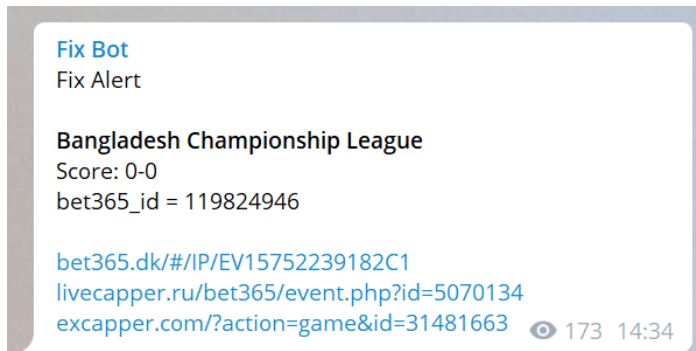 Fix Bot
Fix Alert
Bangladesh Championship League
Score: 0-0
bet365_id = 119824946
bet365.dk/#/IP/EV15752239182C1
livecapper.ru/bet365/event.php?id=5070134
excapper.com/?action=game&id=31481663 173 14:34